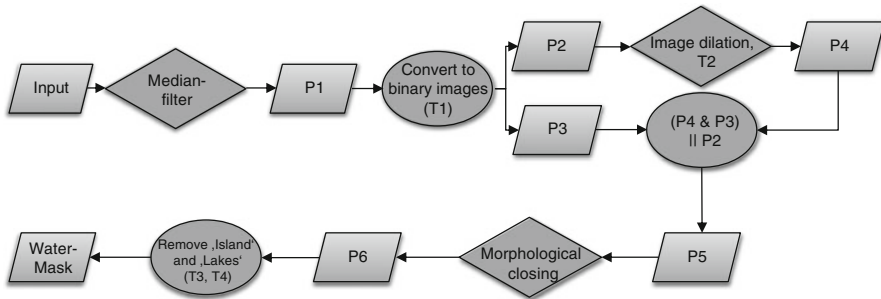 Input
Median-
filter
P1
Convert to
binary images
(T1)
P2
Image dilation,
T2
P4
P3
(P4 & P3)
|| P2
Water-
Mask
Remove ‚Island‘
and ‚Lakes‘
(T3, T4)
P6
Morphological
closing
P5